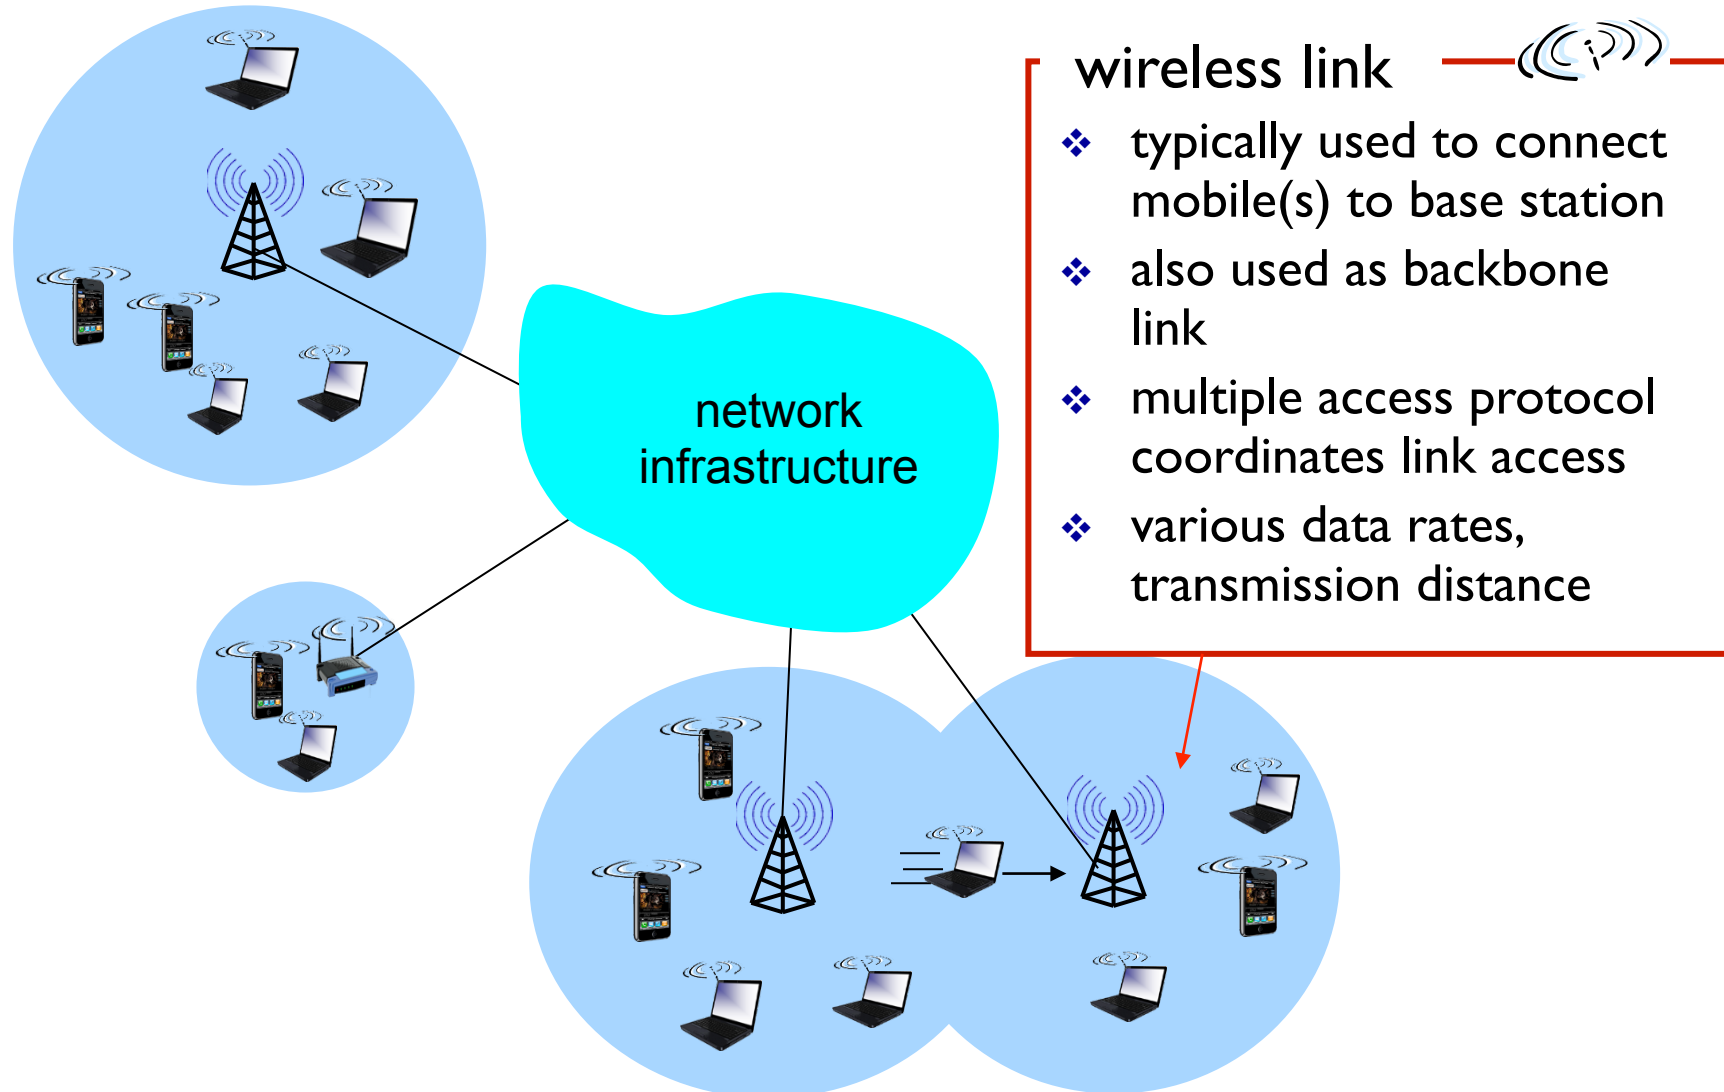 wireless link
❖ typically used to connect
mobile(s) to base station
❖ also used as backbone
link
❖ multiple access protocol
coordinates link access
❖ various data rates,
transmission distance
network
infrastructure